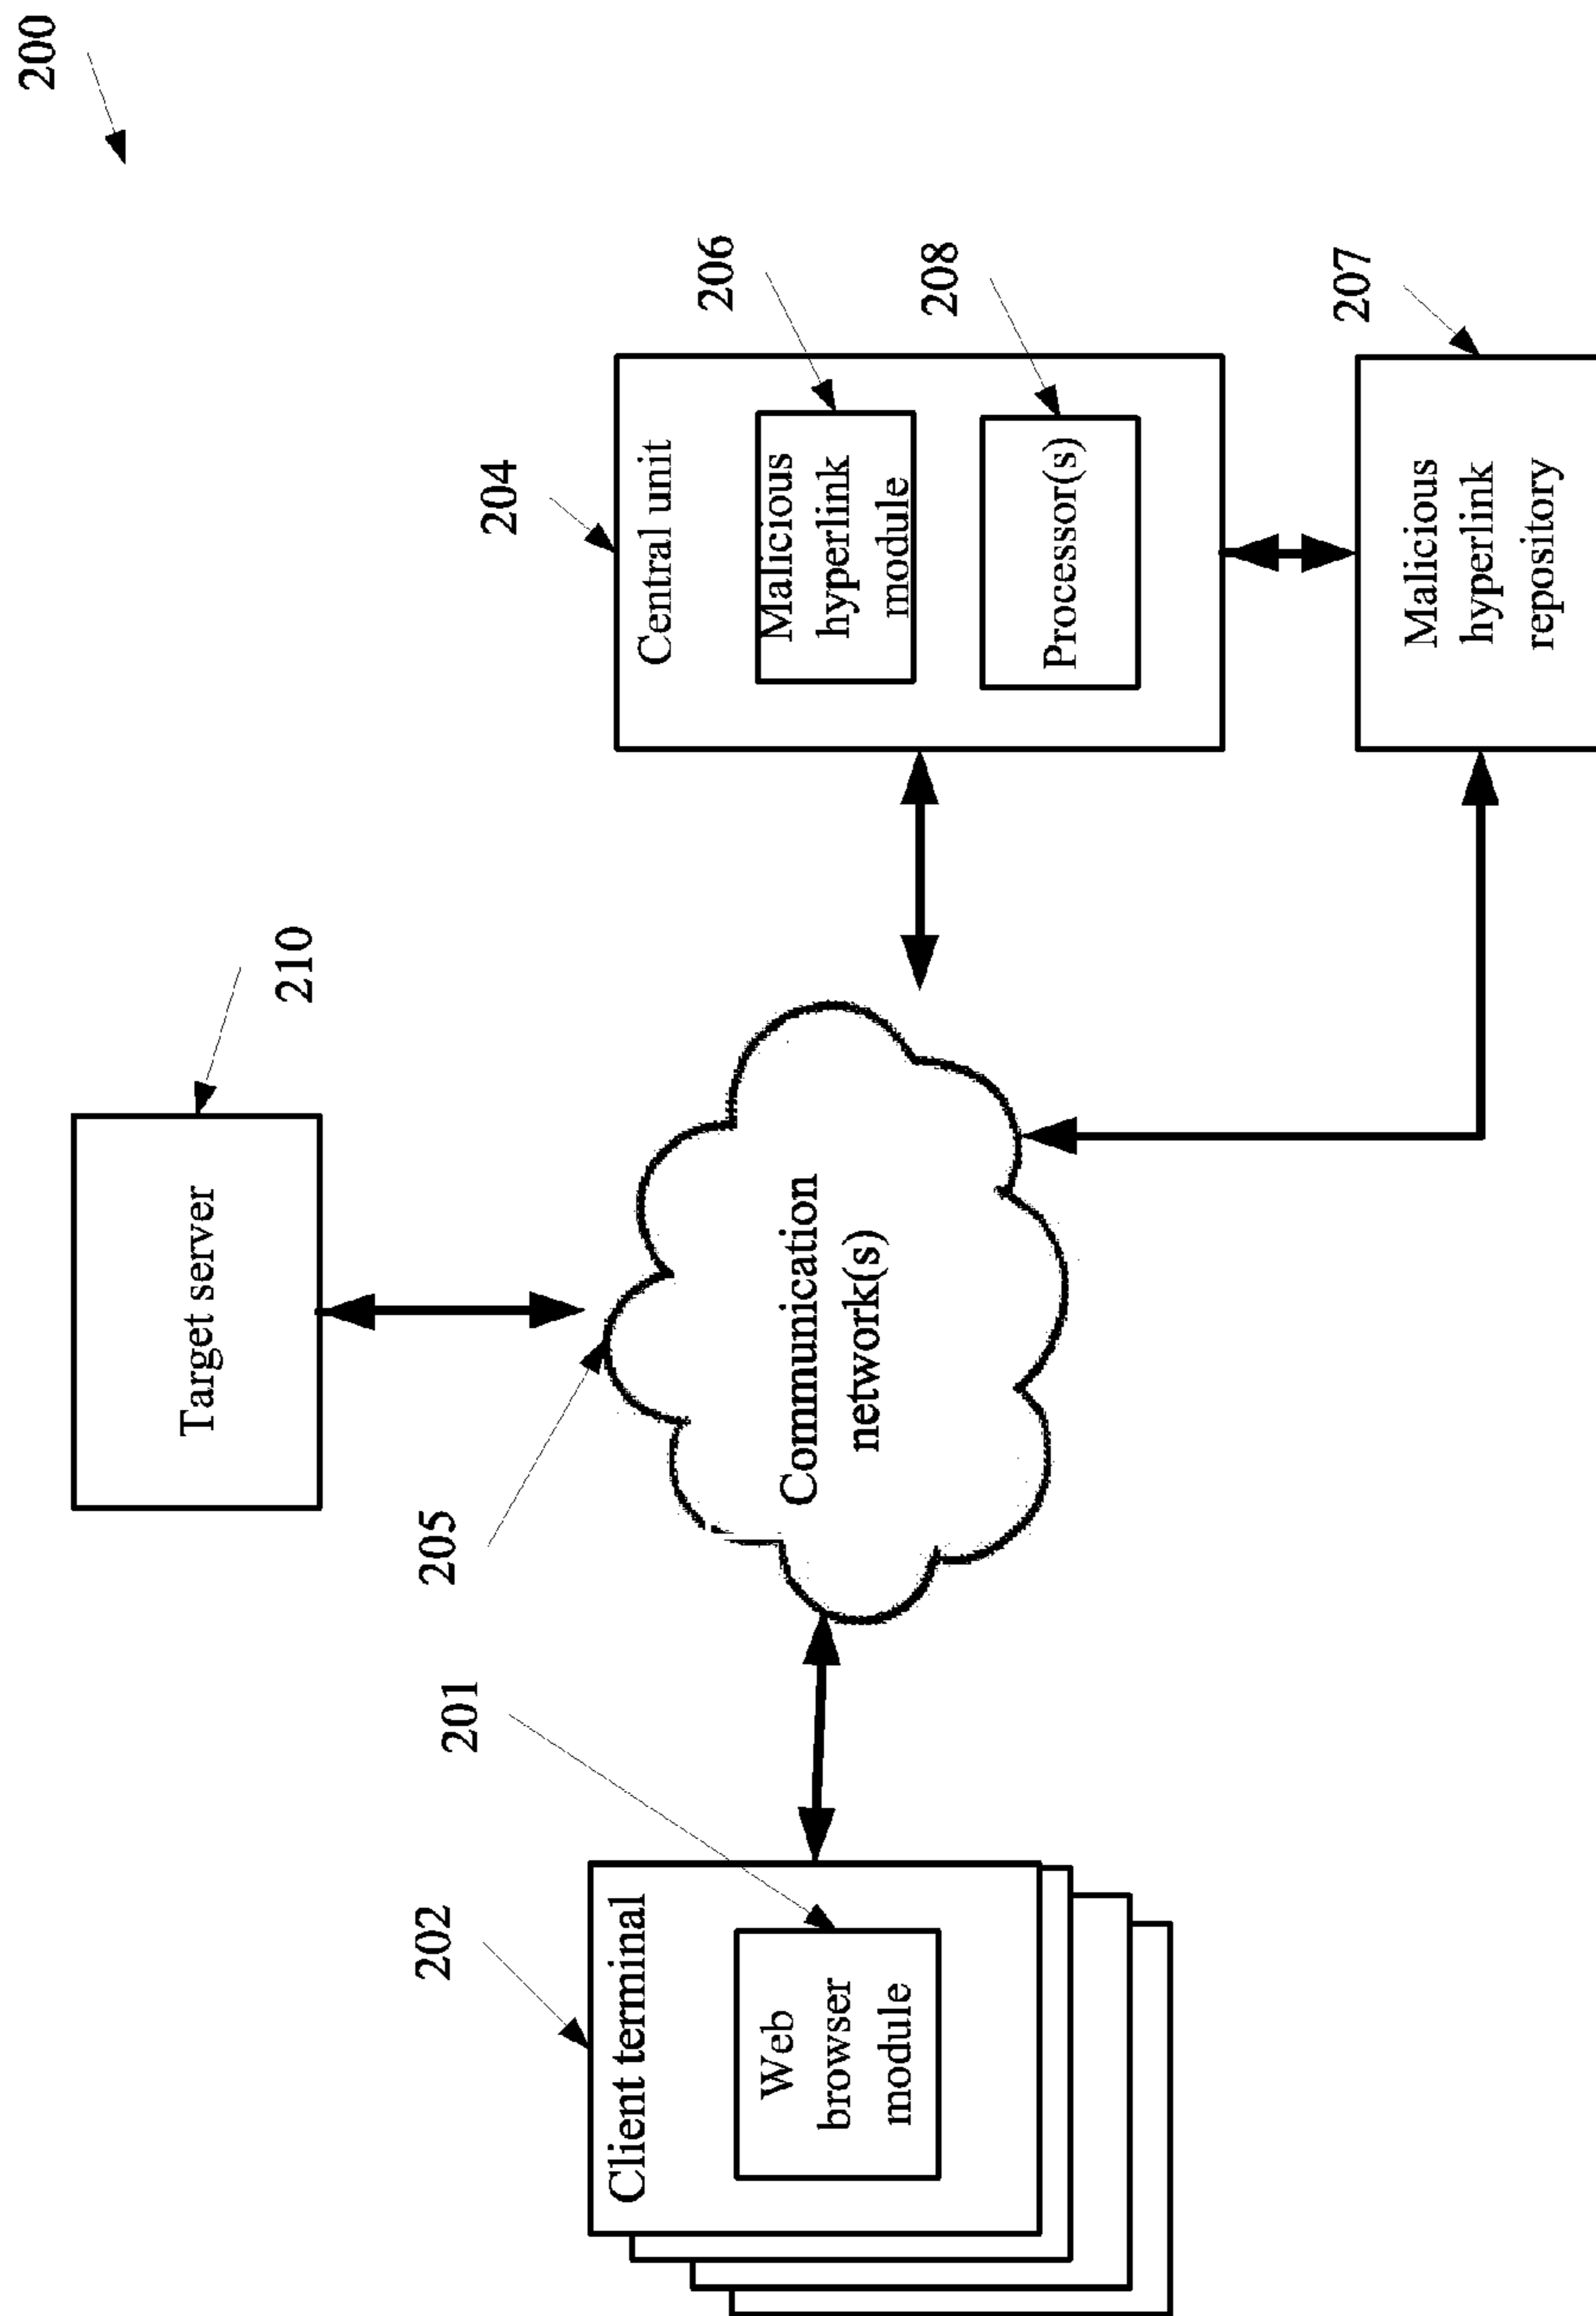 200
210
Target server
204
Central unit
206
Malicious
hyperlink
module
208
Processor(s)
207
Malicious
hyperlink
repository
205
Communication
network(s)
202
Client terminal
201
Web
browser
module